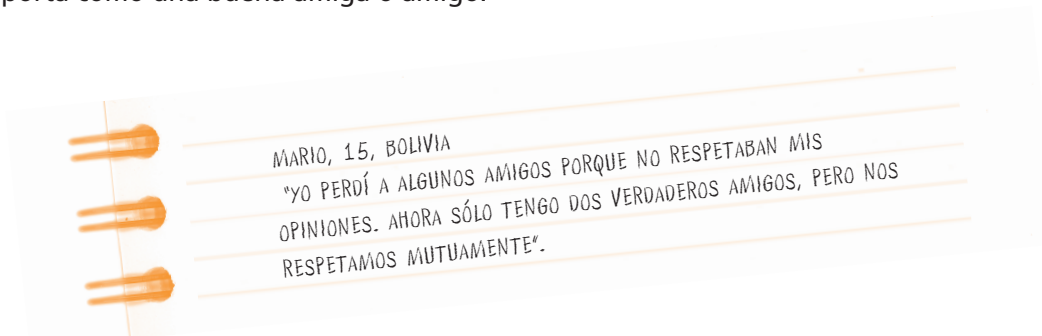 porta como una buena amiga o amigo.
MARIO, 15, BOLIVIA
"YO PERDÍ A ALGUNOS AMIGOS PORQUE NO RESPETABAN MIS
OPINIONES. AHORA SÓLO TENGO DOS VERDADEROS AMIGOS, PERO NOS
RESPETAMOS MUTUAMENTE".